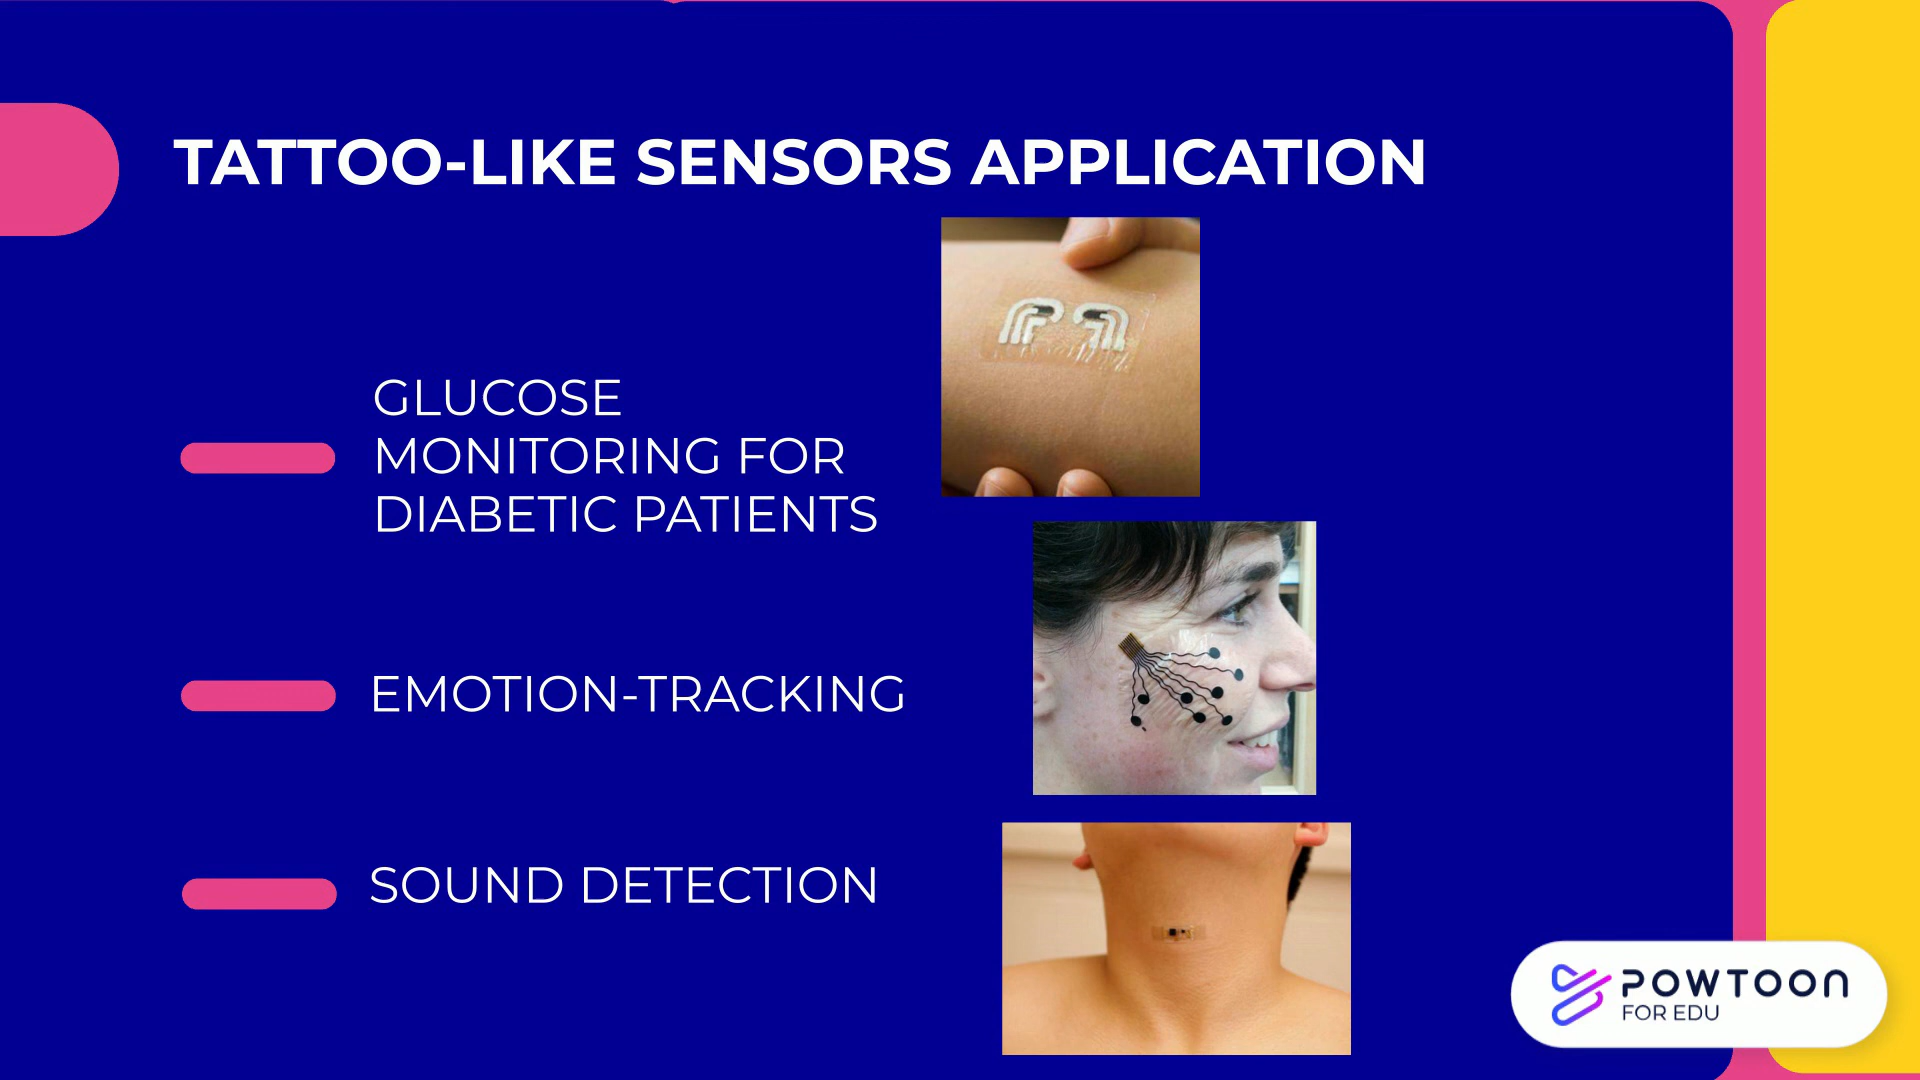 TATTOO-LIKE SENSORS APPLICATION
GLUCOSE
MONITORING FOR
DIABETIC PATIENTS
EMOTION-TRACKING
SOUND DETECTION
POWTOON
FOR EDU